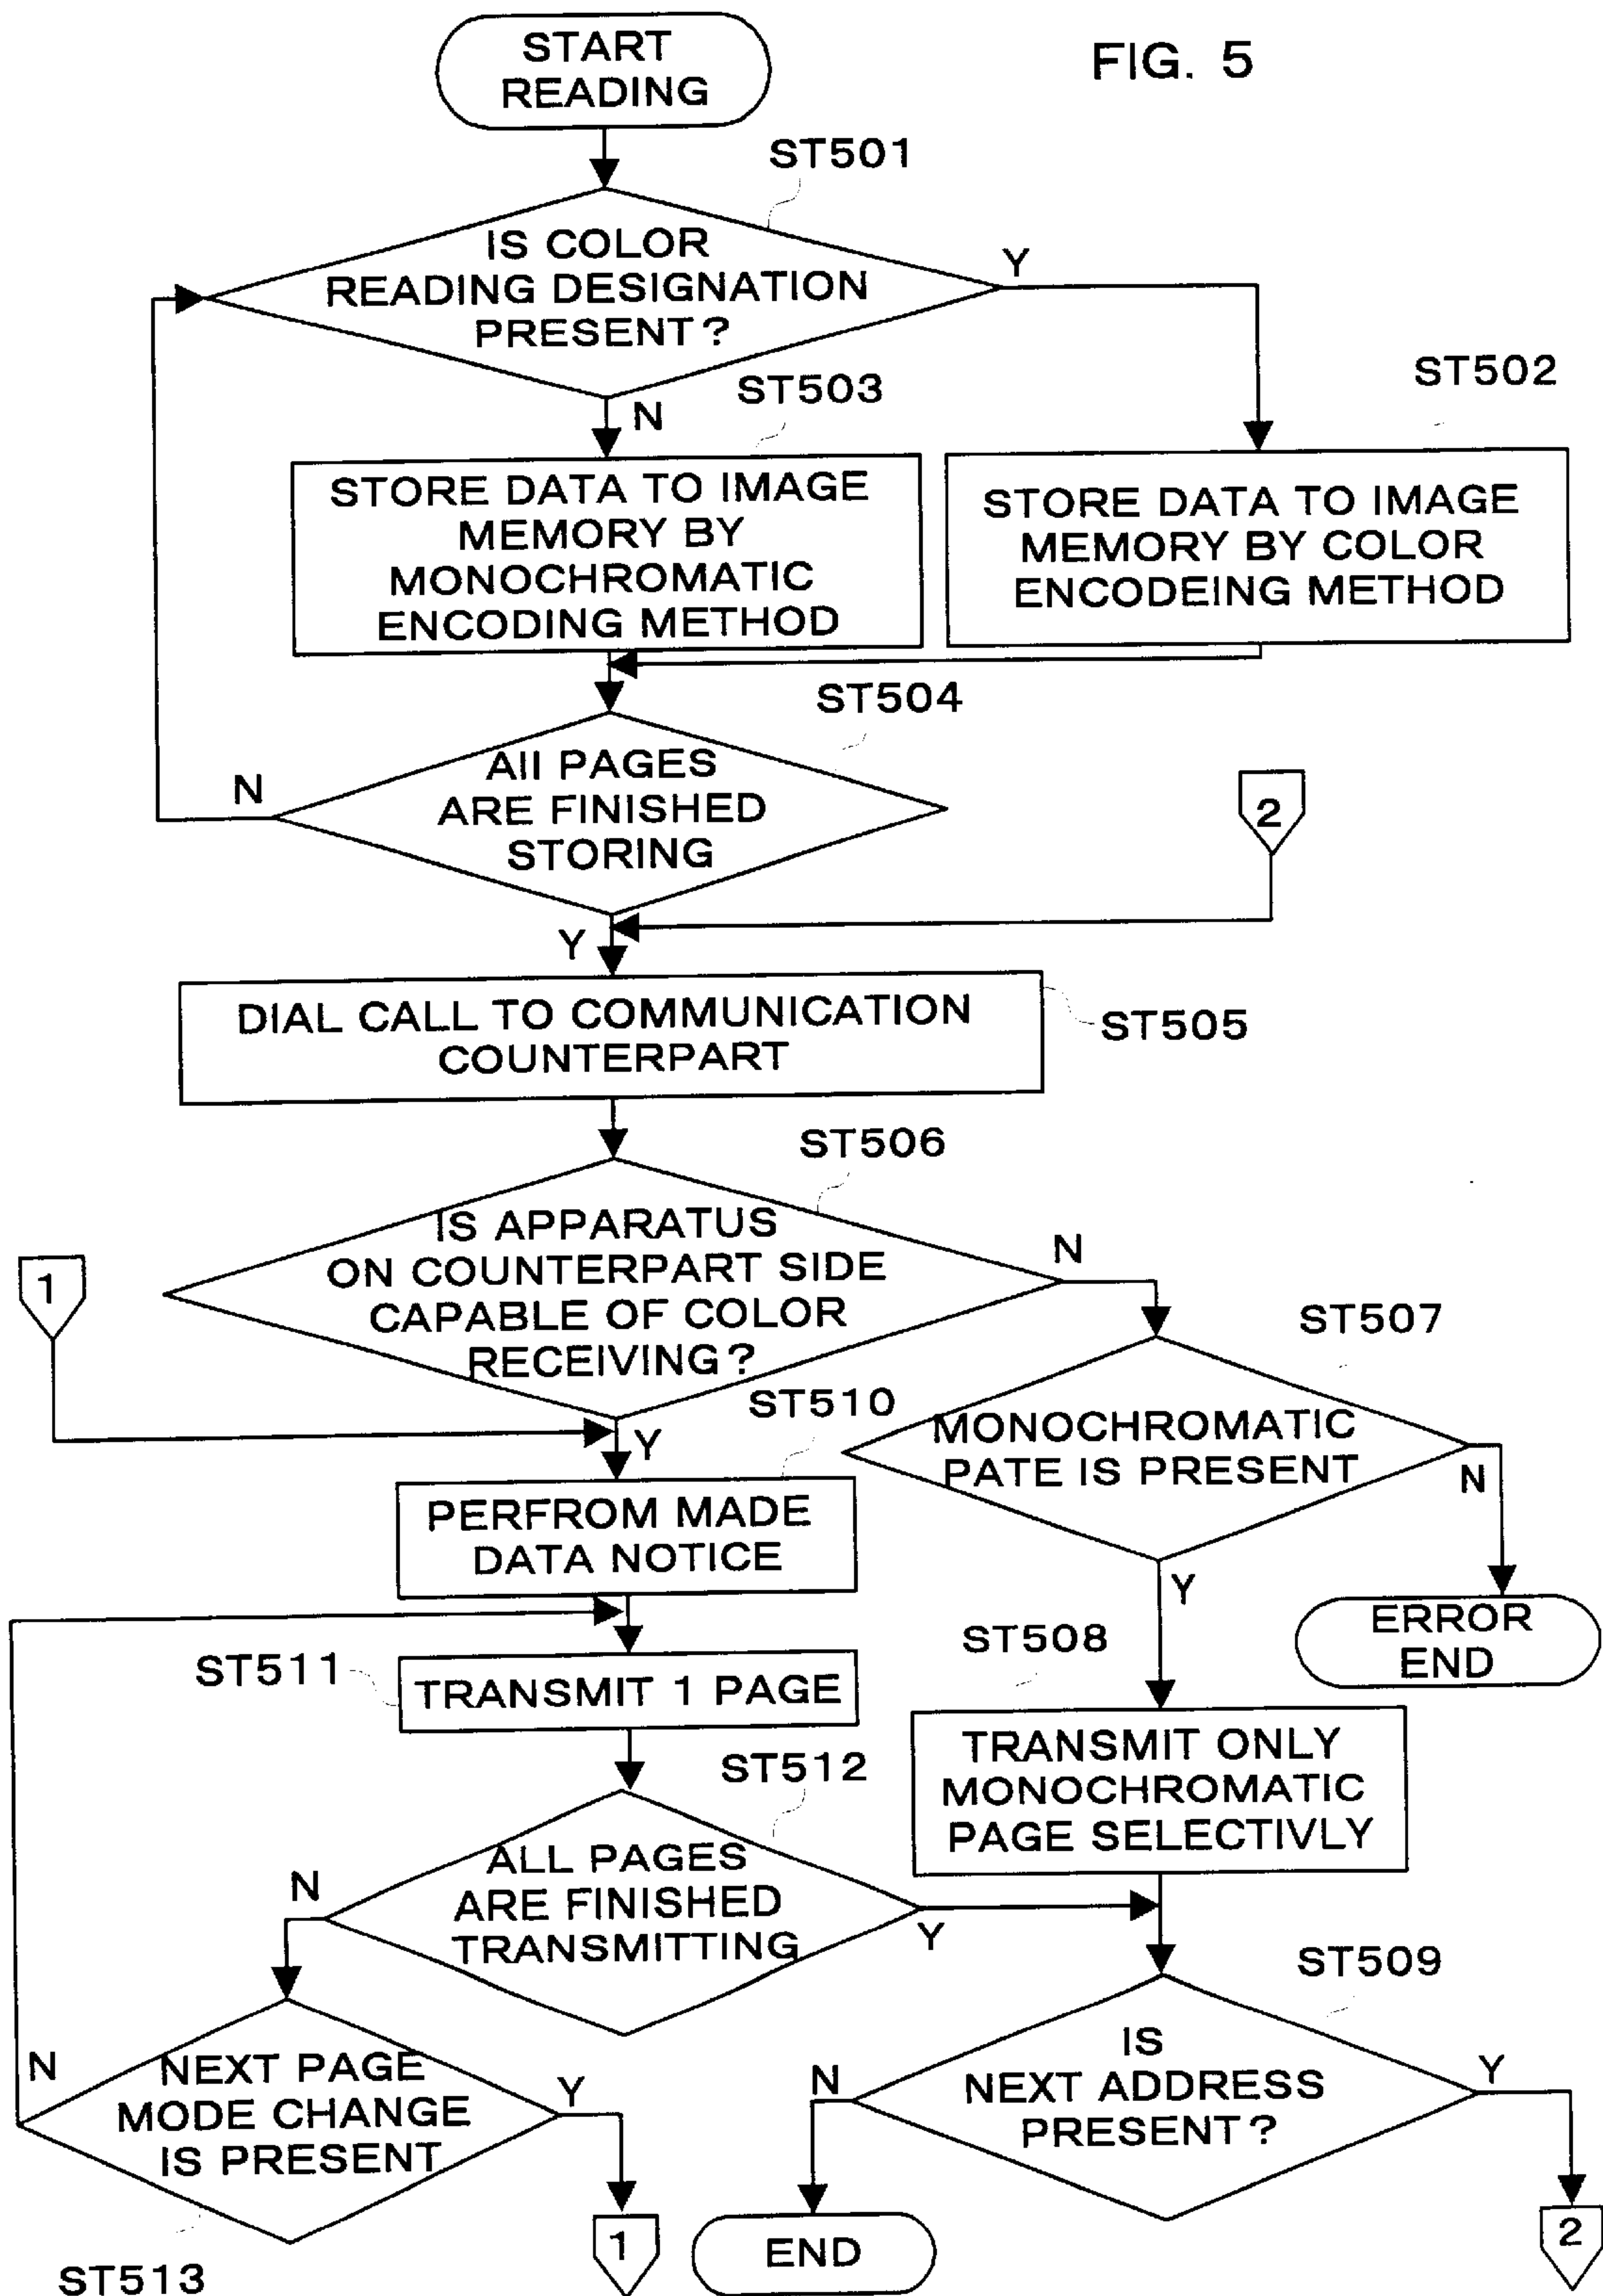 START
READING
FIG. 5
ST501
IS COLOR
READING DESIGNATION
PRESENT?
Y
N
ST503
ST502
STORE DATA TO IMAGE
MEMORY BY
MONOCHROMATIC
ENCODING METHOD
STORE DATA TO IMAGE
MEMORY BY COLOR
ENCODEING METHOD
ST504
All PAGES
ARE FINISHED
STORING
N
2
Y
DIAL CALL TO COMMUNICATION
COUNTERPART
ST505
ST506
IS APPARATUS
ON COUNTERPART SIDE
CAPABLE OF COLOR
RECEIVING?
N
1
ST507
ST510
Y
MONOCHROMATIC
PATE IS PRESENT
N
PERFROM MADE
DATA NOTICE
Y
ERROR
END
ST508
ST511
TRANSMIT 1 PAGE
TRANSMIT ONLY
MONOCHROMATIC
PAGE SELECTIVLY
ST512
ALL PAGES
ARE FINISHED
TRANSMITTING
N
Y
ST509
IS
NEXT ADDRESS
PRESENT?
N
Y
NEXT PAGE
MODE CHANGE
IS PRESENT
N
Y
1
END
2
ST513